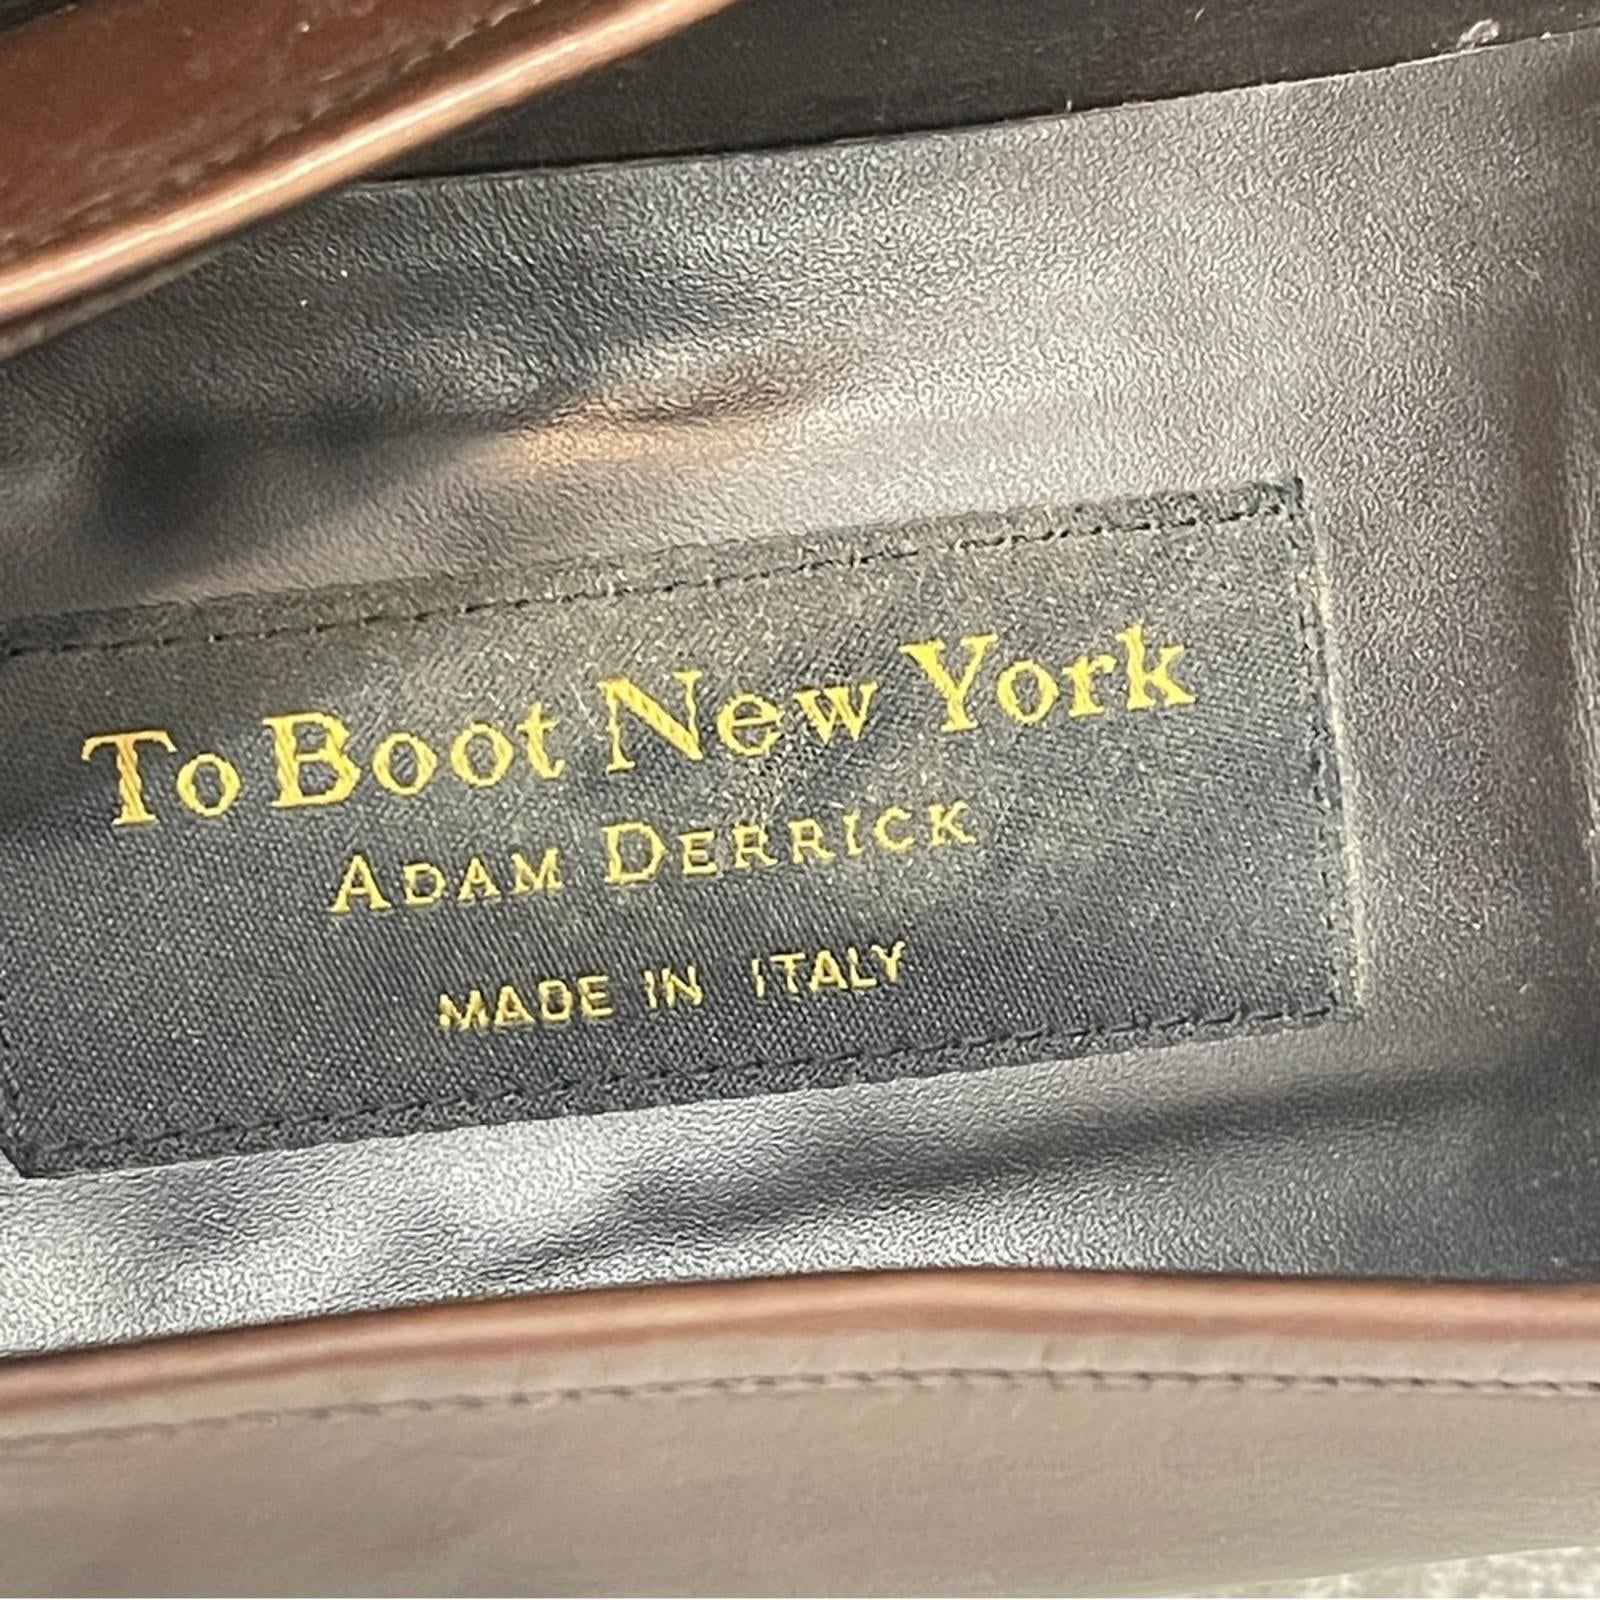 To Boot New York
ADAM DERRICK
MADE IN ITALY